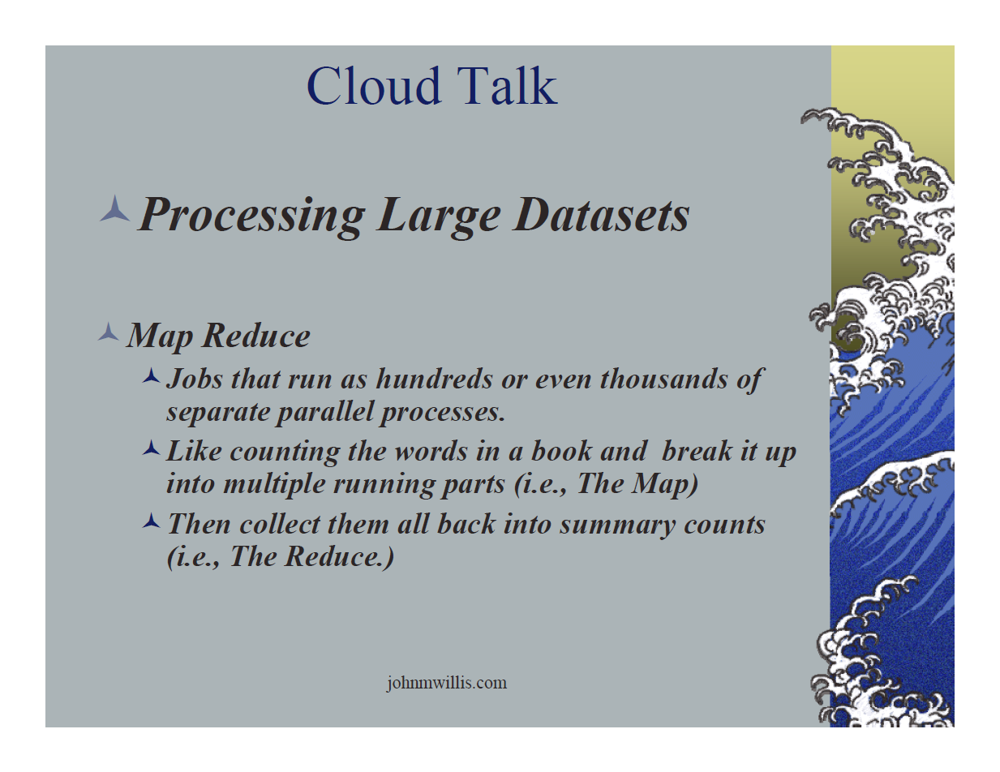 Cloud Talk
Processing Large Datasets
Map Reduce
Jobs that run as hundreds or even thousands of
separate parallel processes.
Like counting the words in a book and  break it up
into multiple running parts (i.e., The Map)
Then collect them all back into summary counts
(i.e., The Reduce.)
johnmwillis.com